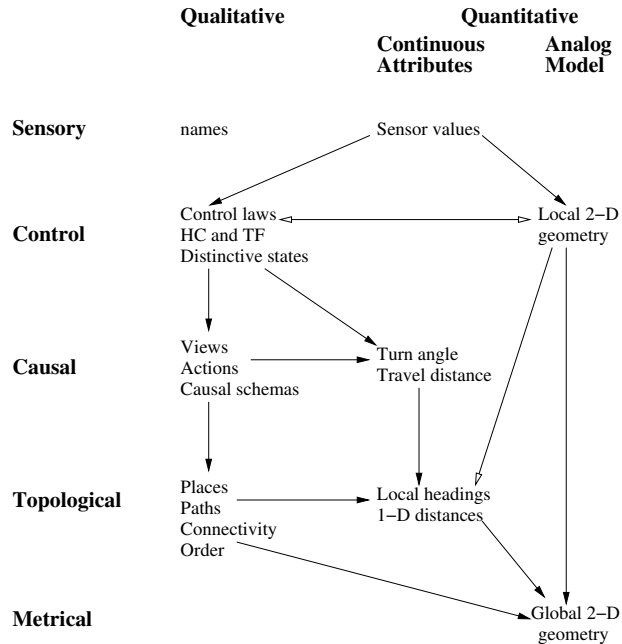 Qualitative
Quantitative
Continuous
Attributes
Analog
Model
Sensory
names
Sensor values
Control
Control laws
HC and TF
Distinctive states
Local 2−D
geometry
Causal
Views
Actions
Causal schemas
Turn angle
Travel distance
Topological
Places
Paths
Connectivity
Order
Local headings
1−D distances
Metrical
Global 2−D
geometry